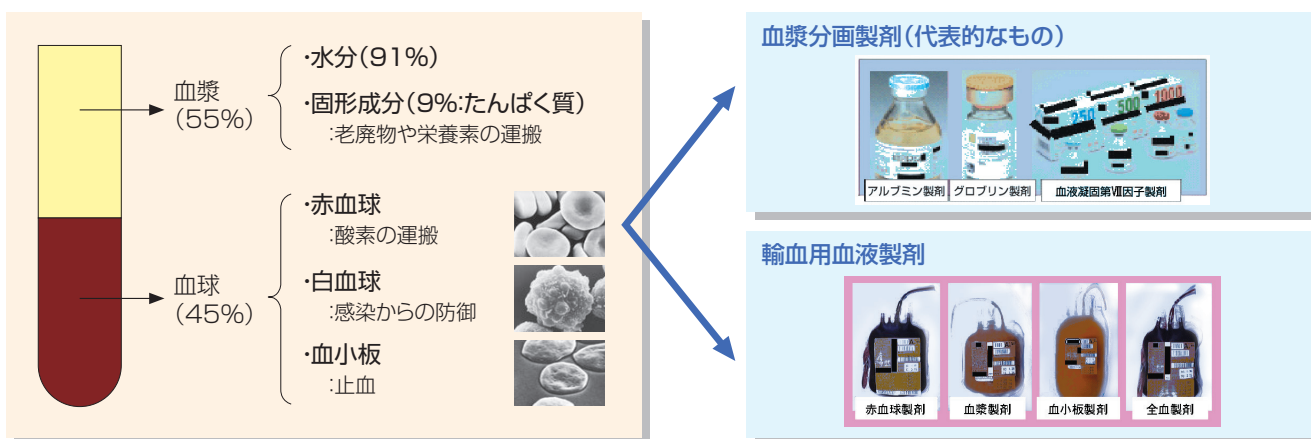 血漿
(55%)
・水分(91%)
・固形成分(9%:たんぱく質)
:老廃物や栄養素の運搬
血球
(45%)
・赤血球
:酸素の運搬
・白血球
:感染からの防御
・血小板
:止血
血漿分画製剤(代表的なもの)
250
500
1000
アルブミン製剤
グロブリン製剤
血液凝固第Ⅷ因子製剤
輸血用血液製剤
赤血球製剤
血漿製剤
血小板製剤
全血製剤